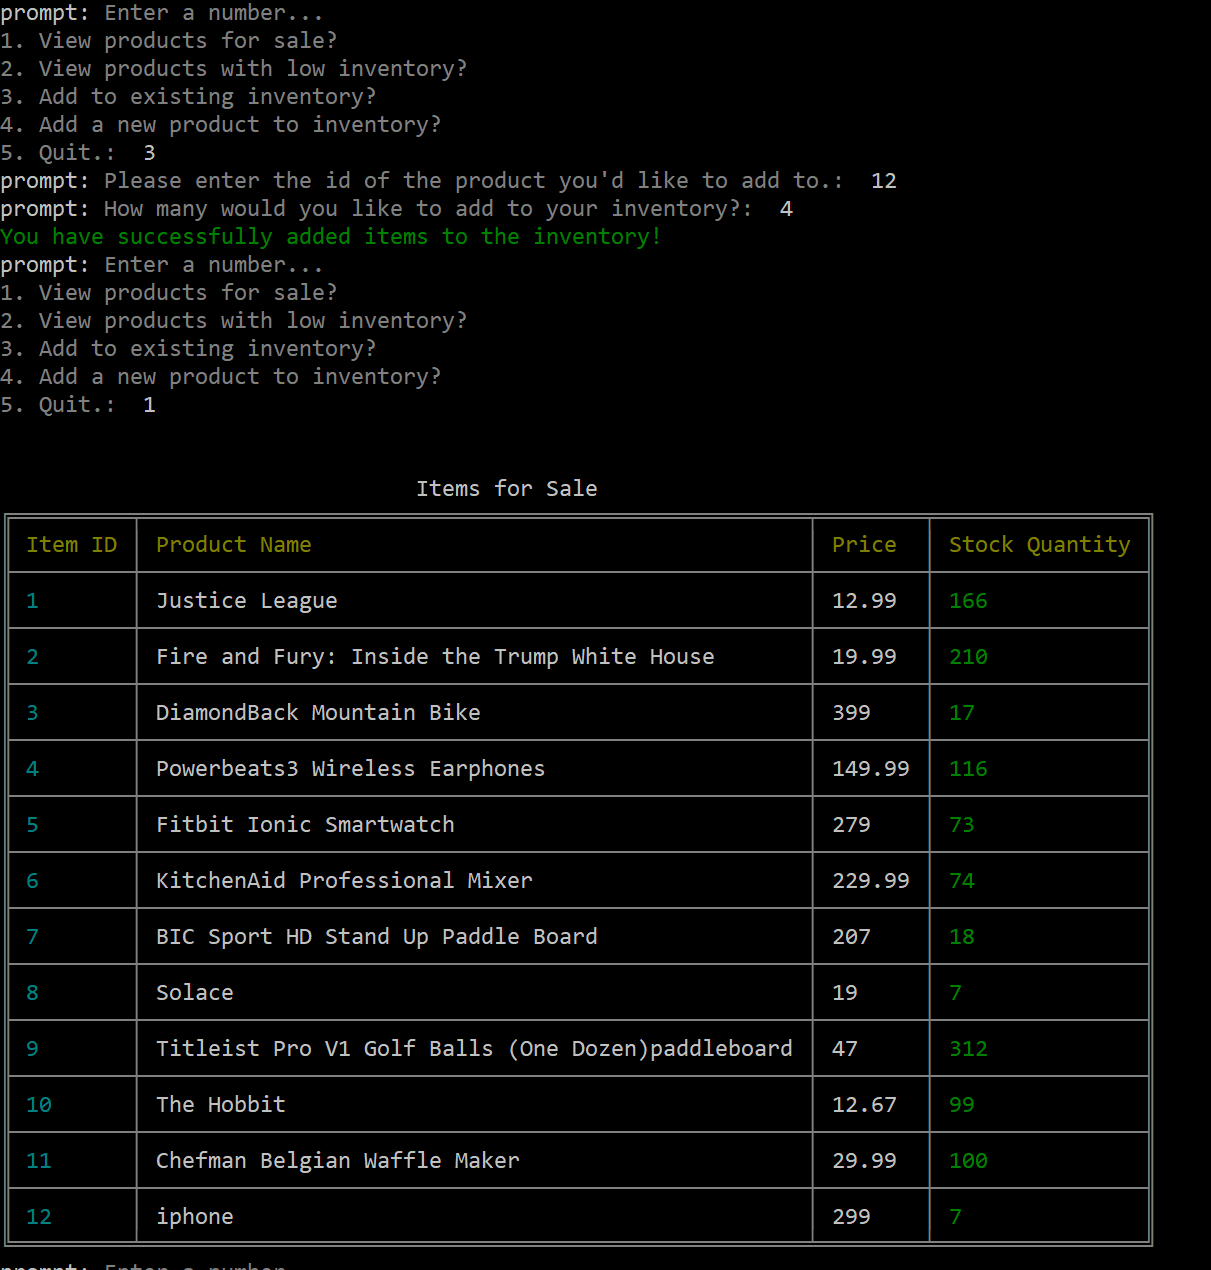 prompt: Enter a number...
1. View products for sale?
2. View products with low inventory?
3. Add to existing inventory?
4. Add a new product to inventory?
5. Quit.:  3
prompt: Please enter the id of the product you'd like to add to.:  12
prompt: How many would you like to add to your inventory?:  4
You have successfully added items to the inventory!
prompt: Enter a number...
1. View products for sale?
2. View products with low inventory?
3. Add to existing inventory?
4. Add a new product to inventory?
5. Quit.:  1
Items for Sale
Item ID Product Name Price Stock Quantity
1 Justice League 12.99 166
2 Fire and Fury: Inside the Trump White House 19.99 210
3 DiamondBack Mountain Bike 399 17
4 Powerbeats3 Wireless Earphones 149.99 116
5 Fitbit Ionic Smartwatch 279 73
6 KitchenAid Professional Mixer 229.99 74
7 BIC Sport HD Stand Up Paddle Board 207 18
8 Solace 19 7
9 Titleist Pro V1 Golf Balls (One Dozen)paddleboard 47 312
10 The Hobbit 12.67 99
11 Chefman Belgian Waffle Maker 29.99 100
12 iphone 299 7
prompt: Enter a number